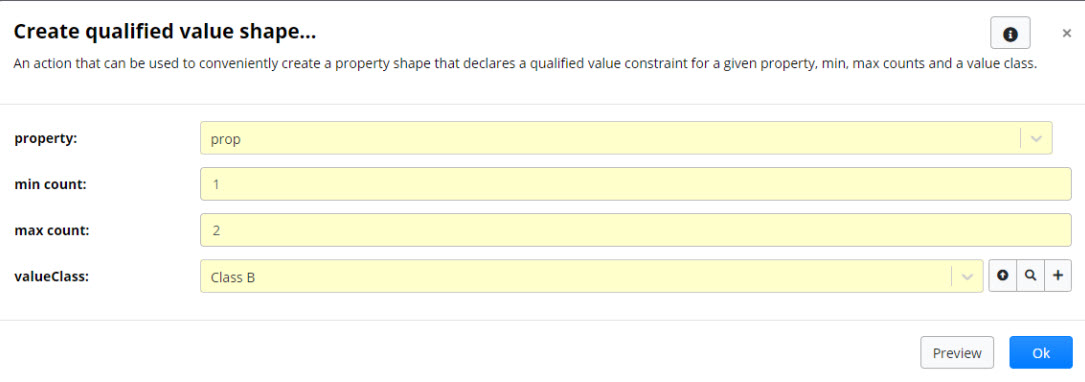 Create qualified value shape...
An action that can be used to conveniently create a property shape that declares a qualified value constraint for a given property, min, max counts and a value class.
property:
prop
min count:
1
max count:
2
valueClass:
Class B
Preview
Ok